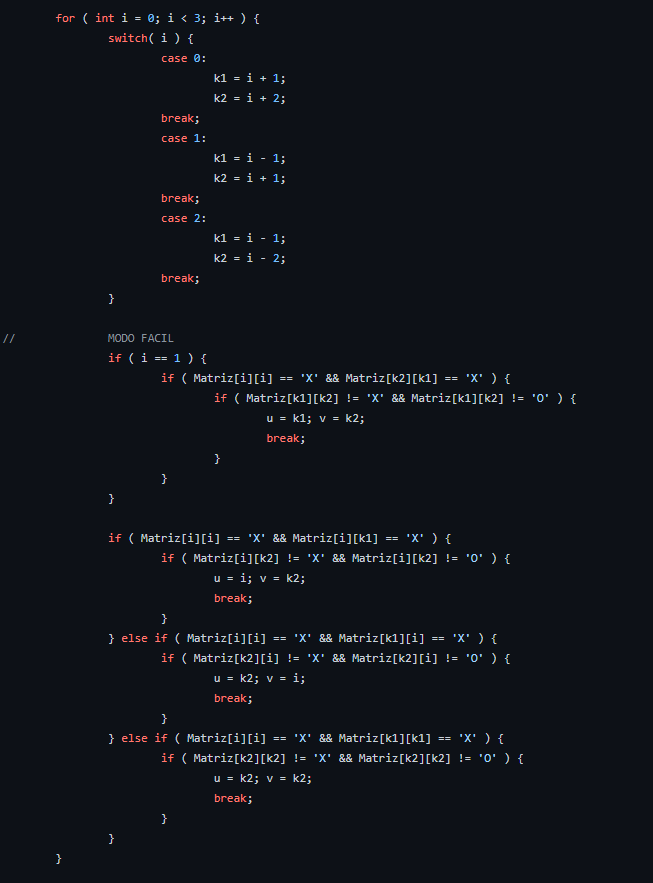 for ( int i = 0; i < 3; i++ ) {
switch( i ) {
case 0:
k1 = i + 1;
k2 = i + 2;
break;
case 1:
k1 = i - 1;
k2 = i + 1;
break;
case 2:
k1 = i - 1;
k2 = i - 2;
break;
}
// MODO FACIL
if ( i == 1 ) {
if ( Matriz[i][i] == 'X' && Matriz[k2][k1] == 'X' ) {
if ( Matriz[k1][k2] != 'X' && Matriz[k1][k2] != 'O' ) {
u = k1; v = k2;
break;
}
}
}
if ( Matriz[i][i] == 'X' && Matriz[i][k1] == 'X' ) {
if ( Matriz[i][k2] != 'X' && Matriz[i][k2] != 'O' ) {
u = i; v = k2;
break;
}
} else if ( Matriz[i][i] == 'X' && Matriz[k1][i] == 'X' ) {
if ( Matriz[k2][i] != 'X' && Matriz[k2][i] != 'O' ) {
u = k2; v = i;
break;
}
} else if ( Matriz[i][i] == 'X' && Matriz[k1][k1] == 'X' ) {
if ( Matriz[k2][k2] != 'X' && Matriz[k2][k2] != 'O' ) {
u = k2; v = k2;
break;
}
}
}